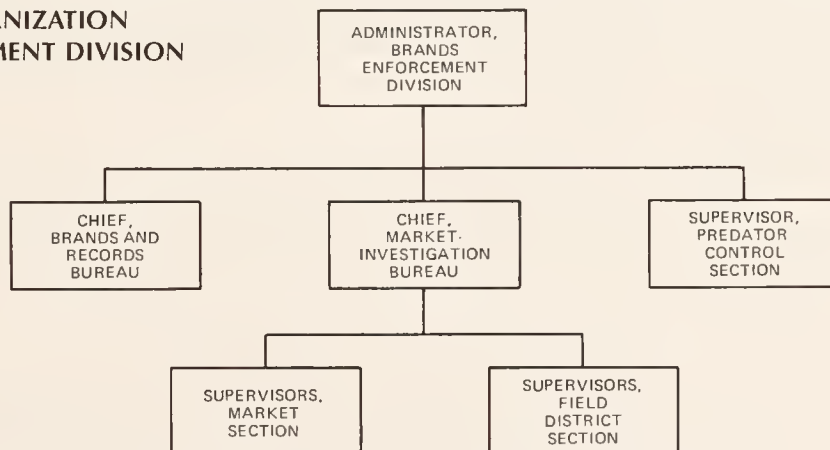 NIZATION
MENT DIVISION
ADMINISTRATOR,
BRANDS
ENFORCEMENT
DIVISION
CHIEF,
BRANDS AND
RECORDS
BUREAU
CHIEF,
MARKET-
INVESTIGATION
BUREAU
SUPERVISOR,
PREDATOR
CONTROL
SECTION
SUPERVISORS,
MARKET
SECTION
SUPERVISORS,
FIELD
DISTRICT
SECTION